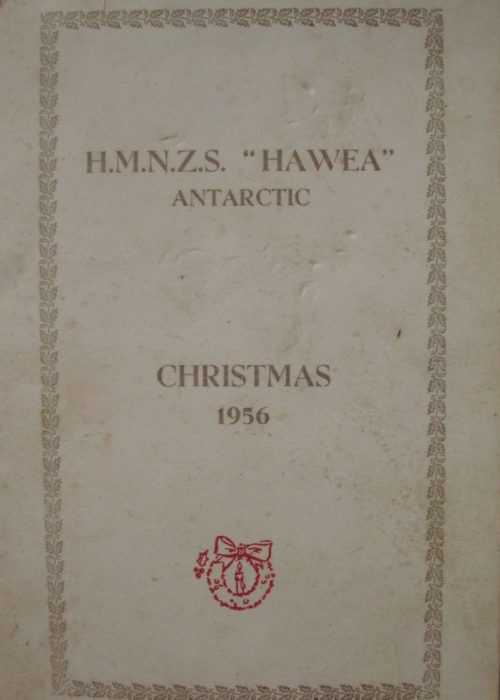 H.M.N.Z.S. "HAWEA"
ANTARCTIC
CHRISTMAS
1956